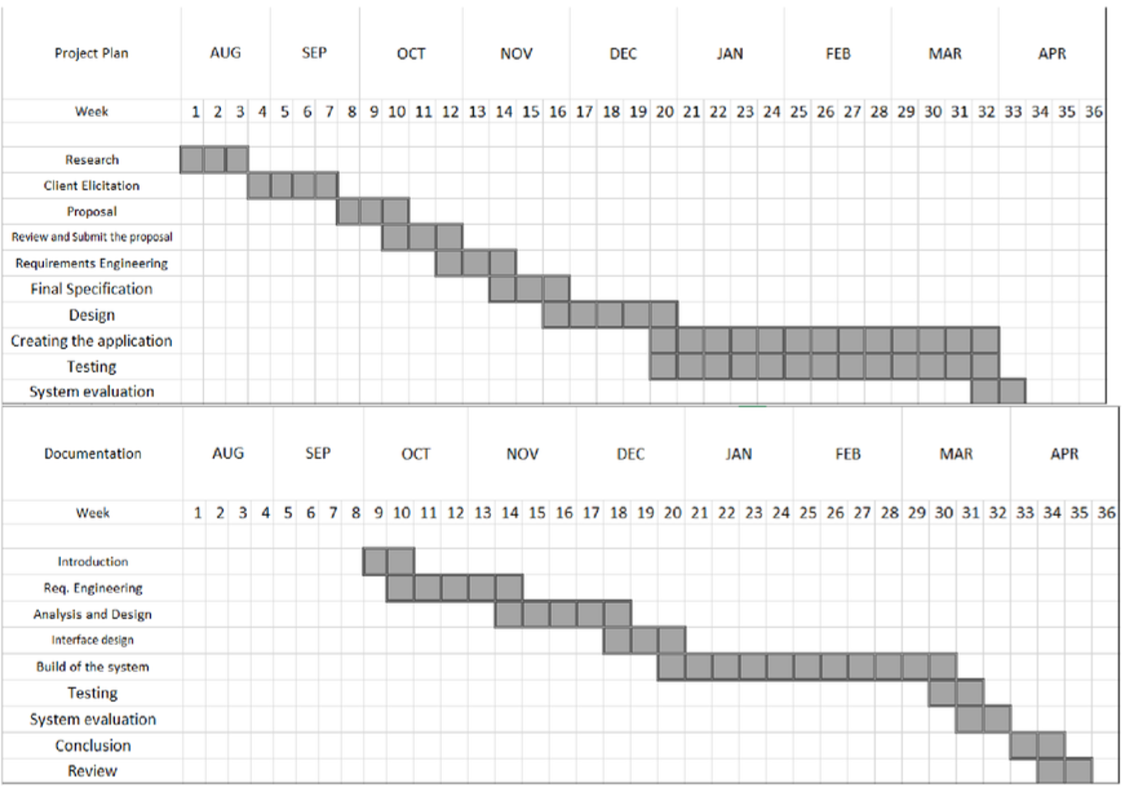 Project Plan AUG SEP OCT NOV DEC JAN FEB MAR APR
Week 1 2 3 4 5 6 7 8 9 10 11 12 13 14 15 16 17 18 19 20 21 22 23 24 25 26 27 28 29 30 31 32 33 34 35 36
Research
Client Elicitation
Proposal
Review and Submit the proposal
Requirements Engineering
Final Specification
Design
Creating the application
Testing
System evaluation
Documentation AUG SEP OCT NOV DEC JAN FEB MAR APR
Week 1 2 3 4 5 6 7 8 9 10 11 12 13 14 15 16 17 18 19 20 21 22 23 24 25 26 27 28 29 30 31 32 33 34 35 36
Introduction
Req. Engineering
Analysis and Design
Interface design
Build of the system
Testing
System evaluation
Conclusion
Review